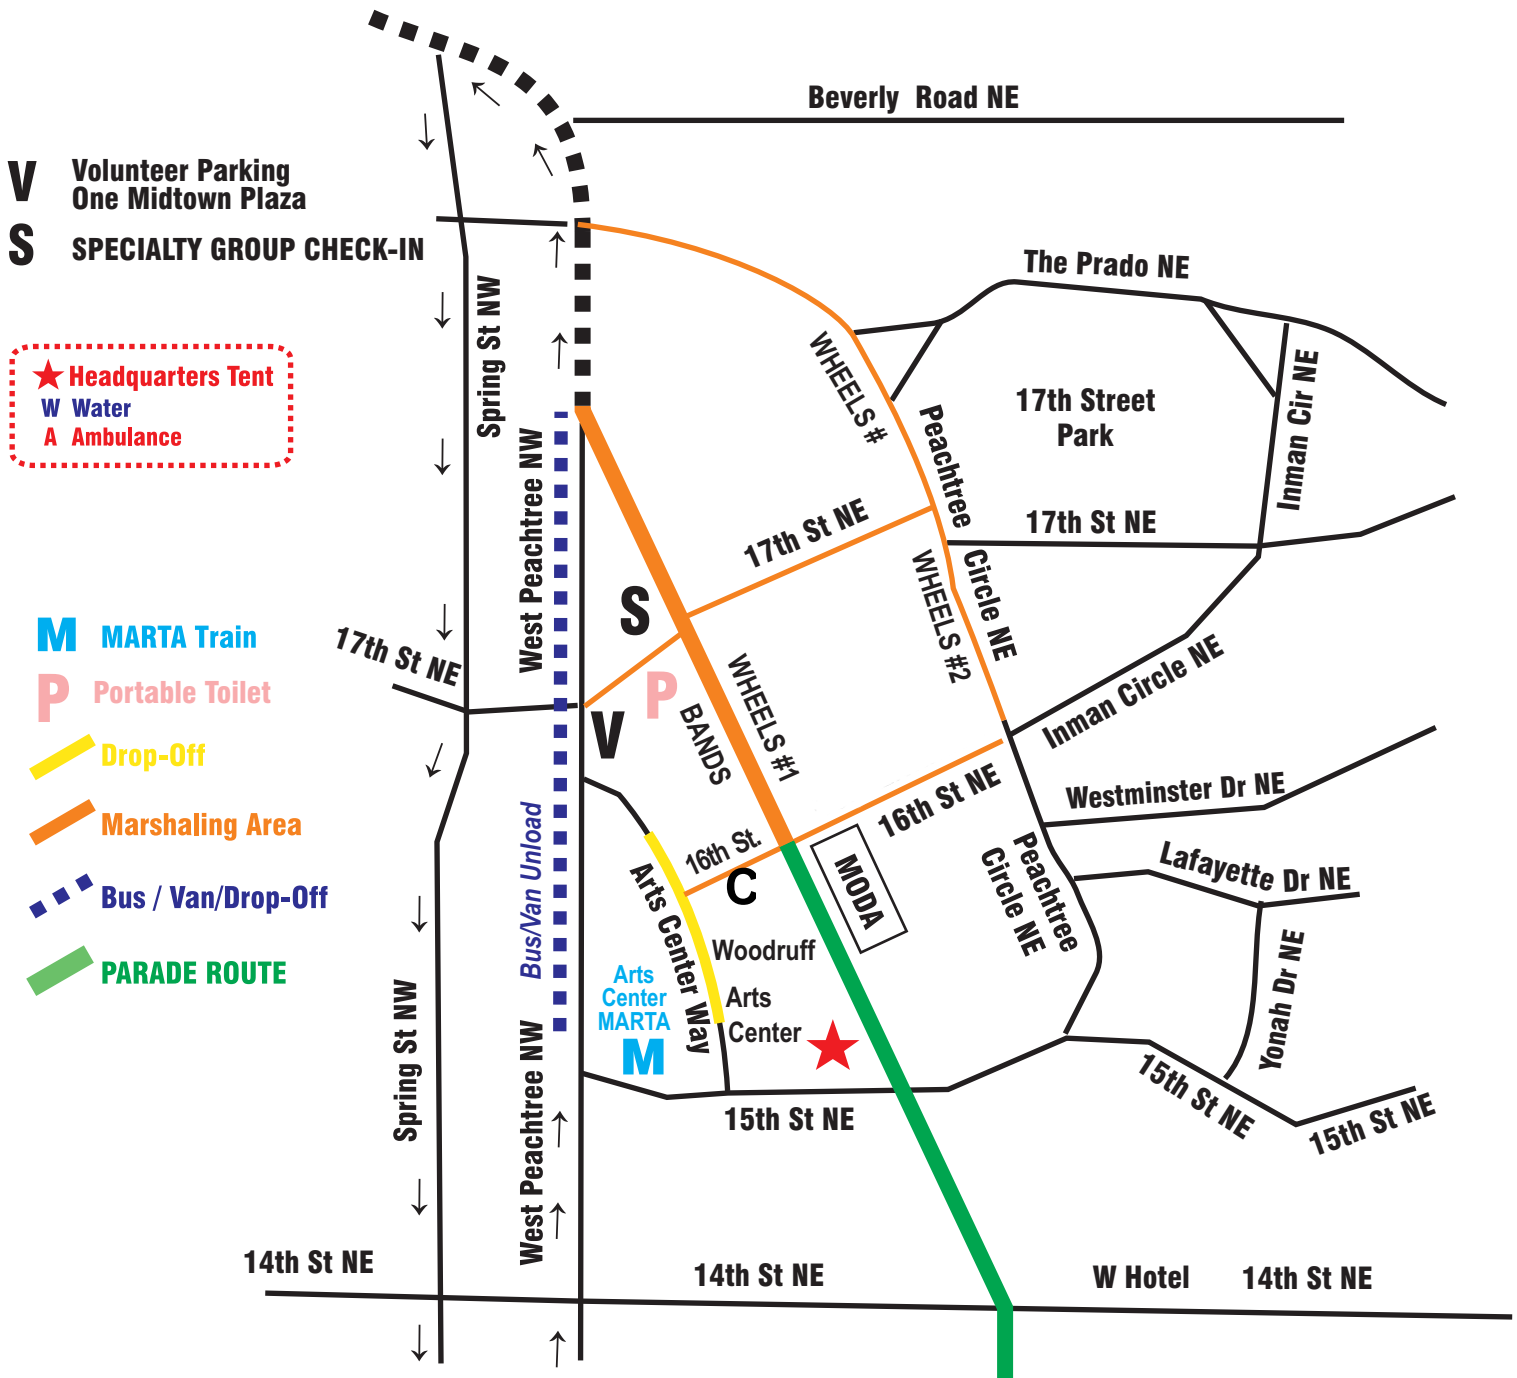 Beverly Road NE
V Volunteer Parking
One Midtown Plaza
S SPECIALTY GROUP CHECK-IN
The Prado NE
Spring St NW
WHEELS #
Headquarters Tent
W Water
A Ambulance
Inman Cir NE
17th Street
Park
Peachtree
Circle NE
West Peachtree NW
17th St NE
17th St NE
WHEELS #2
S
M MARTA Train
17th St NE
P Portable Toilet
P
V
BANDS
WHEELS #1
Inman Circle NE
Drop-Off
Westminster Dr NE
16th St NE
Marshaling Area
Bus/Van Unload
16th St.
C
MODA
Peachtree
Circle NE
Lafayette Dr NE
Bus / Van/Drop-Off
Arts Center Way
Woodruff
Arts
Center
PARADE ROUTE
Arts
Center
MARTA
M
Yonah Dr NE
Spring St NW
West Peachtree NW
15th St NE
15th St NE
15th St NE
14th St NE
14th St NE
W Hotel
14th St NE